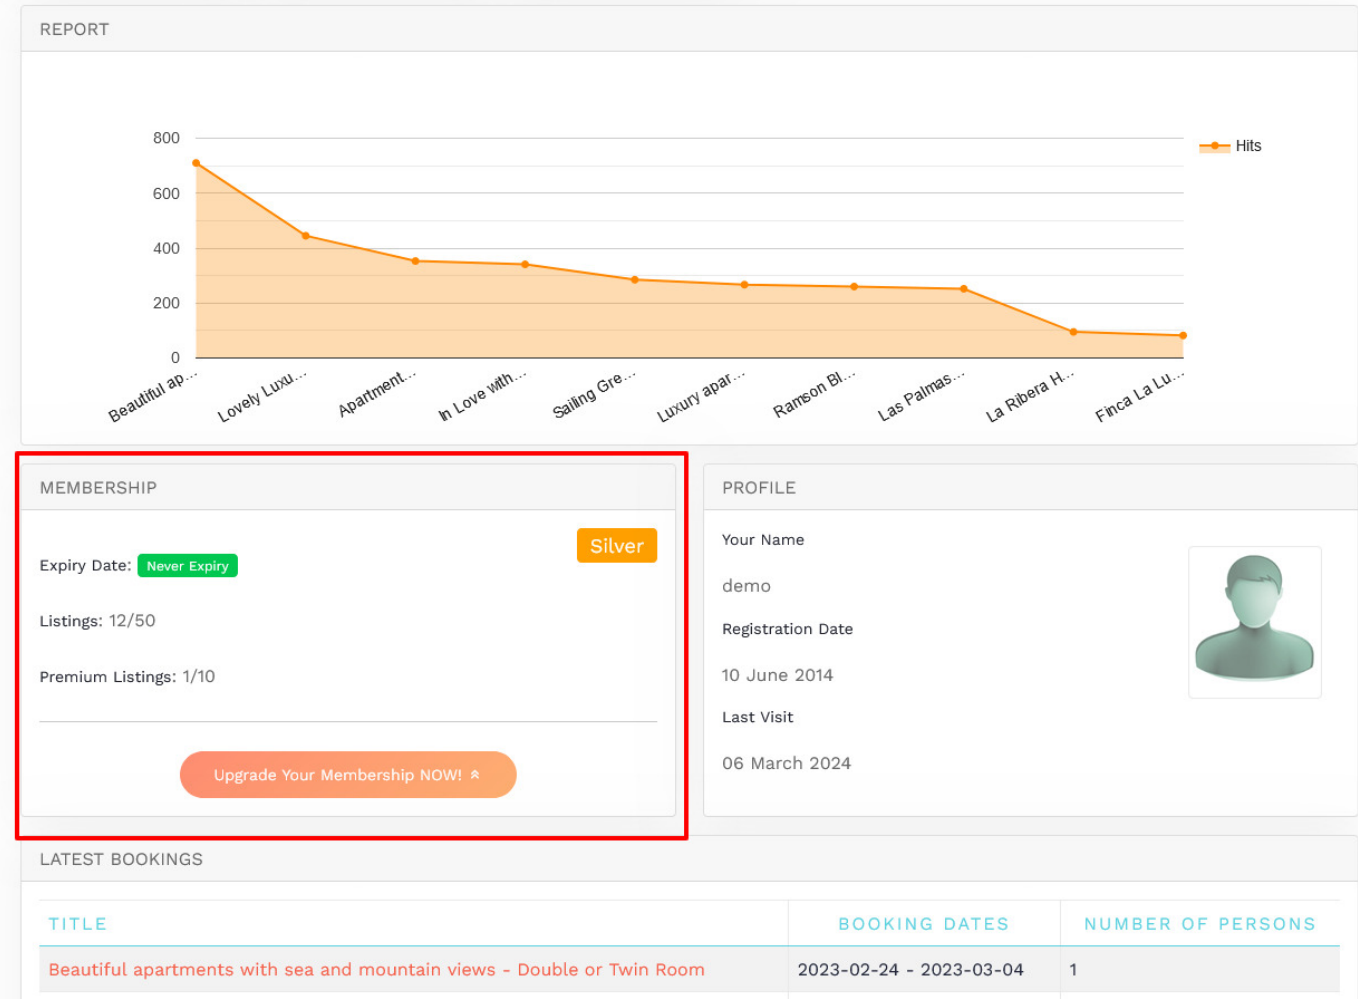 REPORT
800
600
400
200
0
Hits
Beautiful ap...
Lovely Luxu...
Apartment...
In Love with...
Sailing Gre...
Luxury apar...
Ramson Bl...
Las Palmas...
La Ribera H...
Finca La Lu...
MEMBERSHIP
Silver
Expiry Date: Never Expiry
Listings: 12/50
Premium Listings: 1/10
Upgrade Your Membership NOW!
PROFILE
Your Name
demo
Registration Date
10 June 2014
Last Visit
06 March 2024
LATEST BOOKINGS
TITLE BOOKING DATES NUMBER OF PERSONS
Beautiful apartments with sea and mountain views - Double or Twin Room 2023-02-24 - 2023-03-04 1